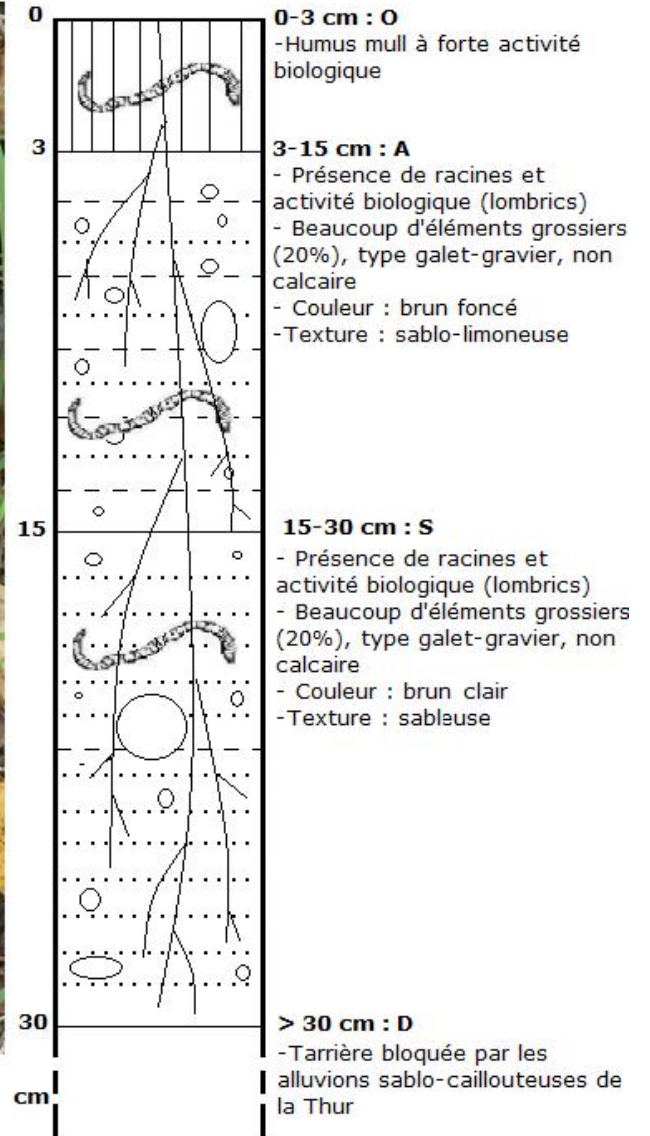 0
0-3 cm : O
-Humus mull à forte activité
biologique
3
3-15 cm : A
- Présence de racines et
activité biologique (lombrics)
- Beaucoup d'éléments grossiers
(20%), type galet-gravier, non
calcaire
- Couleur : brun foncé
-Texture : sablo-limoneuse
15
15-30 cm : S
- Présence de racines et
activité biologique (lombrics)
- Beaucoup d'éléments grossiers
(20%), type galet-gravier, non
calcaire
- Couleur : brun clair
-Texture : sableuse
30
> 30 cm : D
-Tarrière bloquée par les
alluvions sablo-caillouteuses de
la Thur
cm